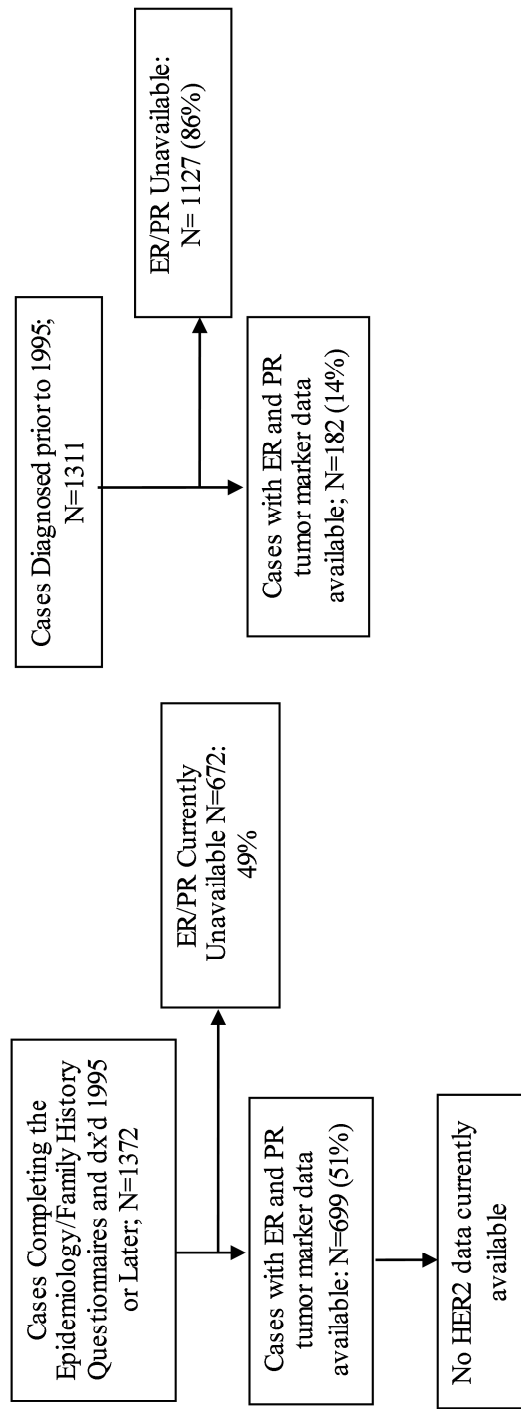 Cases Completing the
Epidemiology/Family History
Questionnaires and dx'd 1995
or Later; N=1372
ER/PR Currently
Unavailable N=672:
49%
Cases with ER and PR
tumor marker data
available: N=699 (51%)
No HER2 data currently
available
Cases Diagnosed prior to 1995;
N=1311
ER/PR Unavailable:
N= 1127 (86%)
Cases with ER and PR
tumor marker data
available; N=182 (14%)